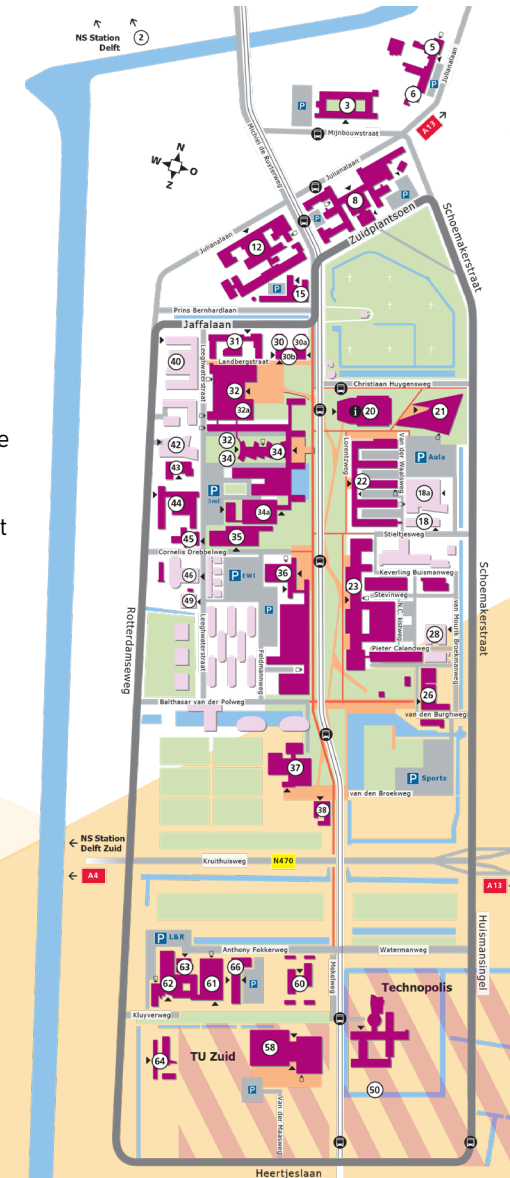 NS Station
Delft
2
5
6
Julianalaan
P
P
3
A13
Mijnbouwstraat
Michiel de Ruyterweg
N
W
O
Z
Julianalaan
8
P
P
Zuidplantsoen
Schoemakerstraat
Julianalaan
12
P
15
Prins Bernhardlaan
Jaffalaan
Leeghwaterstraat
31
30
30a
30b
Landbergstraat
40
32
32a
Christiaan Huygensweg
i
20
21
e
42
43
32
34
34
Lorentzweg
Van der Waalsweg
P Aula
22
18a
18
P
34a
44
t
45
35
Stieltjesweg
Cornelis Drebbelweg
46
P EWI
36
49
P
23
Keverling Buismanweg
Stevinweg
28
Pieter Calandweg
van Mourik Broekmanweg
Rotterdamseweg
Schoemakerstraat
Leeghwaterstraat
Feldmannweg
26
Balthasar van der Polweg
van den Burghweg
37
P Sports
38
van den Broekweg
NS Station
Delft Zuid
Kruithuisweg
N470
A4
A13
P L&R
Anthony Fokkerweg
Watermanweg
Huismansingel
63
66
62
61
P
60
Mekelweg
Technopolis
Kluyverweg
64
TU Zuid
58
50
P
Van der Maasweg
Heertjeslaan